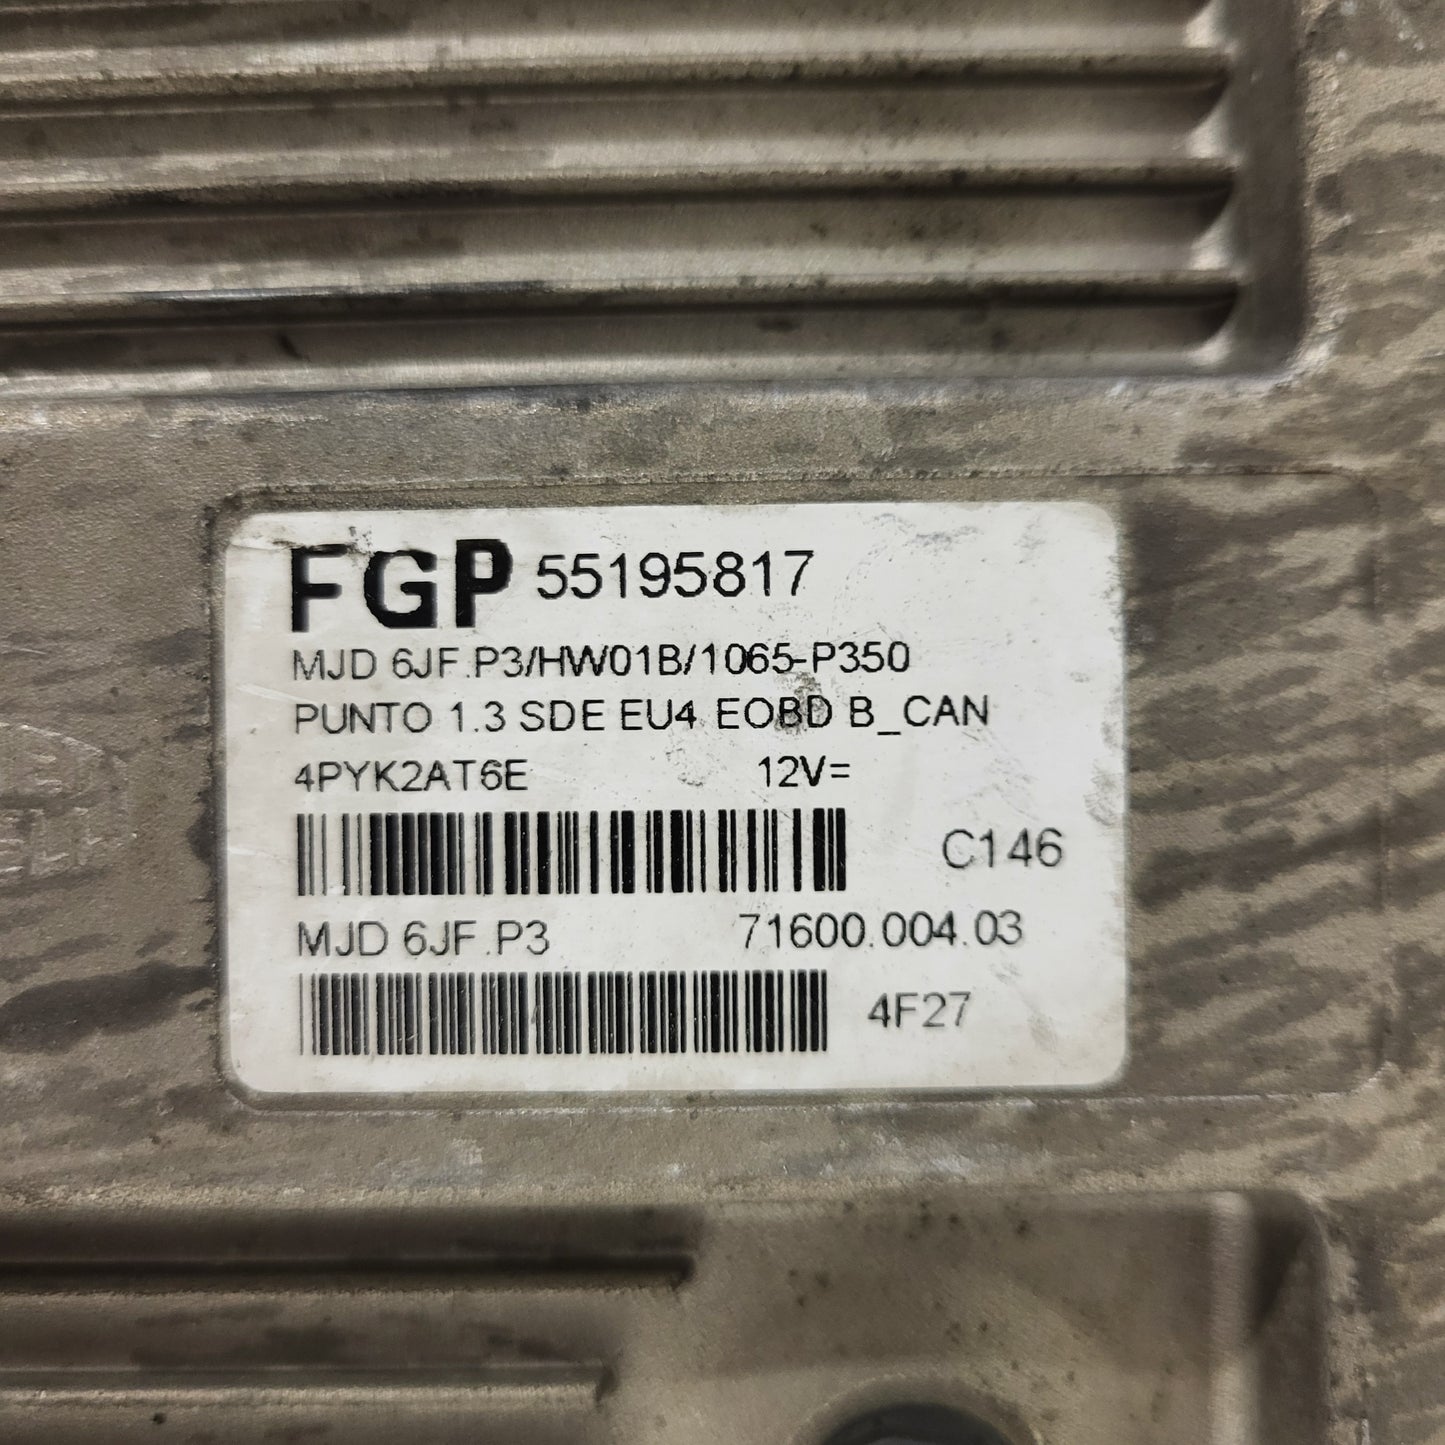 FGP 55195817
MJD 6JF.P3/HW01B/1065-P350
PUNTO 1.3 SDE EU4 EOBD B_CAN
4PYK2AT6E 12V=
C146
MJD 6JF.P3 71600.004.03
4F27